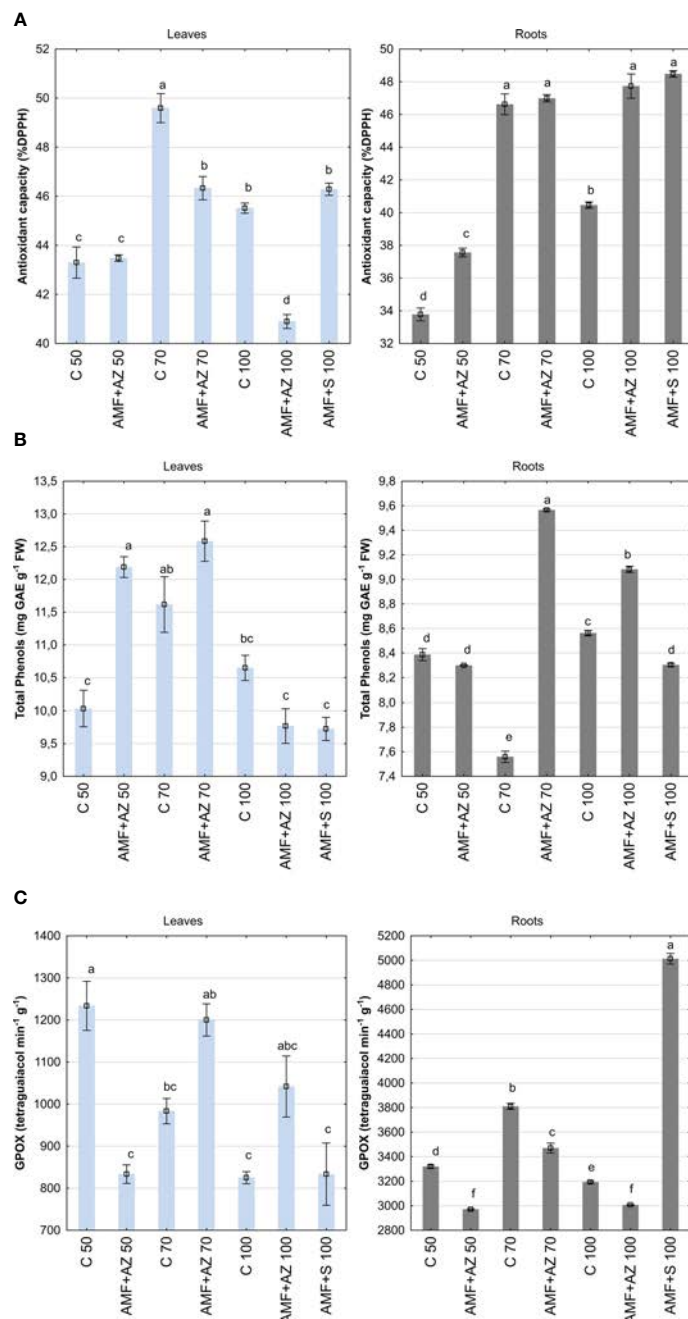 A
Leaves
Antioxidant capacity (%DPPH)
52
50
48
46
44
42
40
c
c
a
b
b
d
b
C 50
AMF+AZ 50
C 70
AMF+AZ 70
C 100
AMF+AZ 100
AMF+S 100
Roots
Antioxidant capacity (%DPPH)
50
48
46
44
42
40
38
36
34
32
d
c
a
a
b
a
a
C 50
AMF+AZ 50
C 70
AMF+AZ 70
C 100
AMF+AZ 100
AMF+S 100
B
Leaves
Total Phenols (mg GAE g⁻¹ FW)
13,5
13,0
12,5
12,0
11,5
11,0
10,5
10,0
9,5
9,0
c
a
ab
a
bc
c
c
C 50
AMF+AZ 50
C 70
AMF+AZ 70
C 100
AMF+AZ 100
AMF+S 100
Roots
Total Phenols (mg GAE g⁻¹ FW)
9,8
9,6
9,4
9,2
9,0
8,8
8,6
8,4
8,2
8,0
7,8
7,6
7,4
d
d
e
a
c
b
d
C 50
AMF+AZ 50
C 70
AMF+AZ 70
C 100
AMF+AZ 100
AMF+S 100
C
Leaves
GPOX (tetraguaiacol min⁻¹ g⁻¹)
1400
1300
1200
1100
1000
900
800
700
a
c
bc
ab
c
abc
c
C 50
AMF+AZ 50
C 70
AMF+AZ 70
C 100
AMF+AZ 100
AMF+S 100
Roots
GPOX (tetraguaiacol min⁻¹ g⁻¹)
5200
5000
4800
4600
4400
4200
4000
3800
3600
3400
3200
3000
2800
d
f
b
c
e
f
a
C 50
AMF+AZ 50
C 70
AMF+AZ 70
C 100
AMF+AZ 100
AMF+S 100